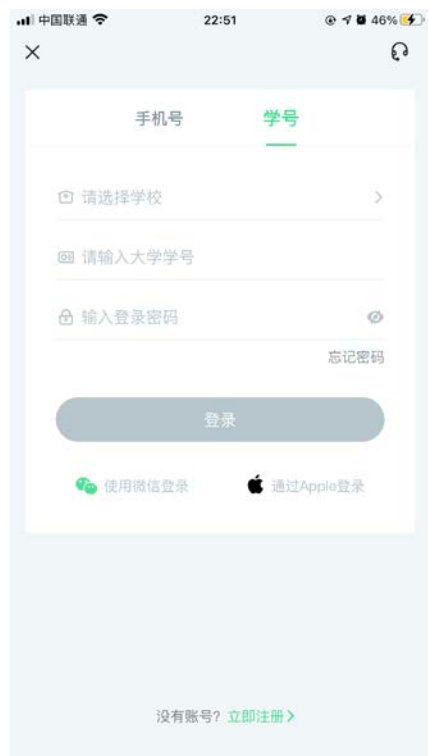 中国联通 22:51 46%
手机号 学号
请选择学校
请输入大学学号
输入登录密码
忘记密码
登录
使用微信登录 通过Apple登录
没有账号? 立即注册